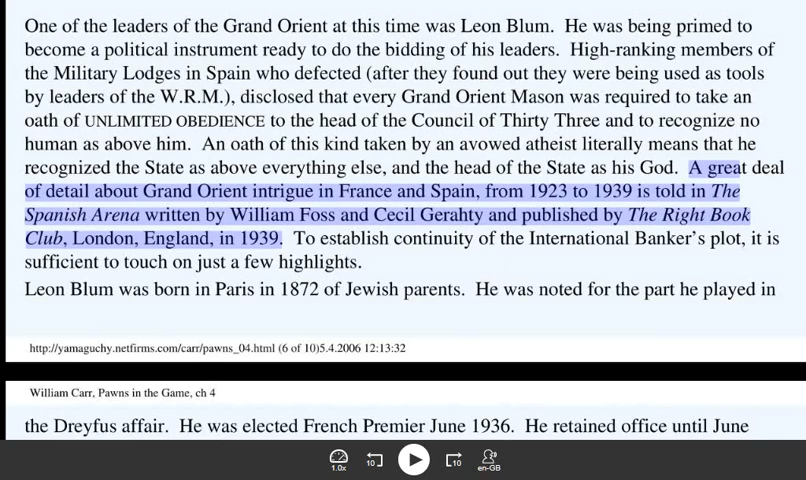 One of the leaders of the Grand Orient at this time was Leon Blum. He was being primed to
become a political instrument ready to do the bidding of his leaders. High-ranking members of
the Military Lodges in Spain who defected (after they found out they were being used as tools
by leaders of the W.R.M.), disclosed that every Grand Orient Mason was required to take an
oath of UNLIMITED OBEDIENCE to the head of the Council of Thirty Three and to recognize no
human as above him. An oath of this kind taken by an avowed atheist literally means that he
recognized the State as above everything else, and the head of the State as his God. A great deal
of detail about Grand Orient intrigue in France and Spain, from 1923 to 1939 is told in The
Spanish Arena written by William Foss and Cecil Gerahty and published by The Right Book
Club, London, England, in 1939. To establish continuity of the International Banker's plot, it is
sufficient to touch on just a few highlights.
Leon Blum was born in Paris in 1872 of Jewish parents. He was noted for the part he played in
http://yamaguchy.netfirms.com/carr/pawns_04.html (6 of 10)5.4.2006 12:13:32
William Carr, Pawns in the Game, ch 4
the Dreyfus affair. He was elected French Premier June 1936. He retained office until June
1.0x 10 10 en-GB